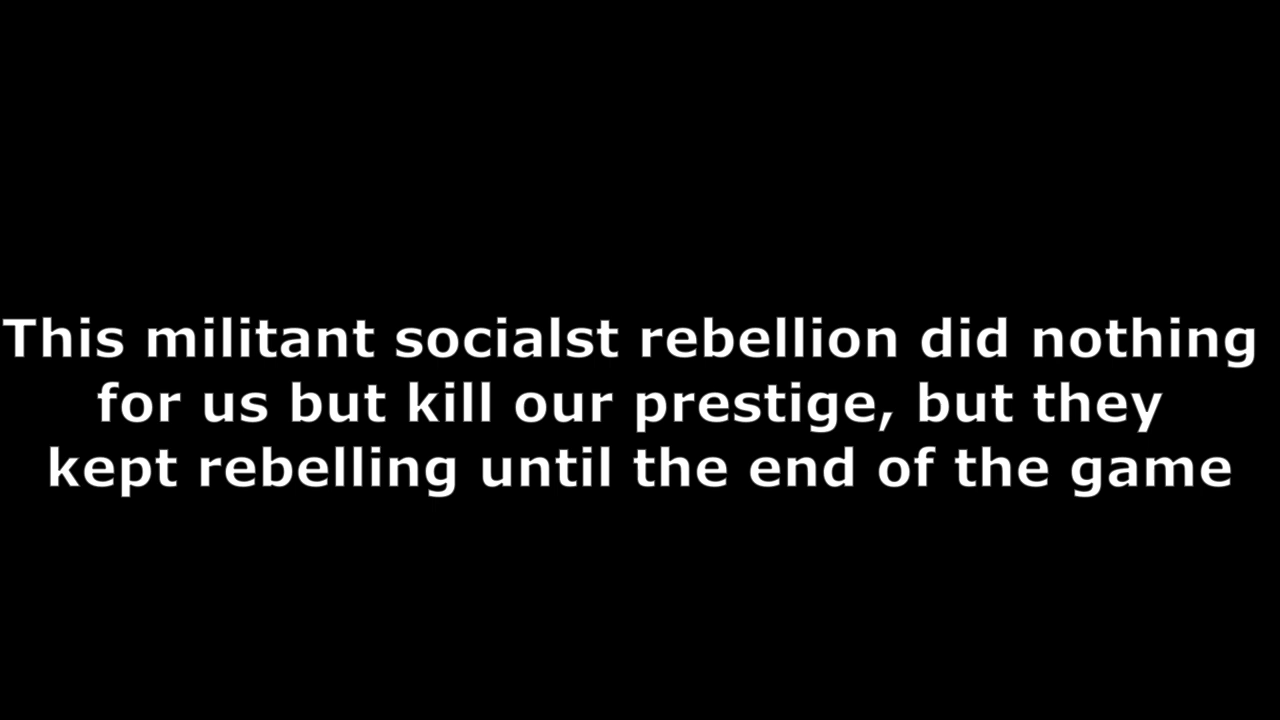 This militant socialst rebellion did nothing
for us but kill our prestige, but they
kept rebelling until the end of the game